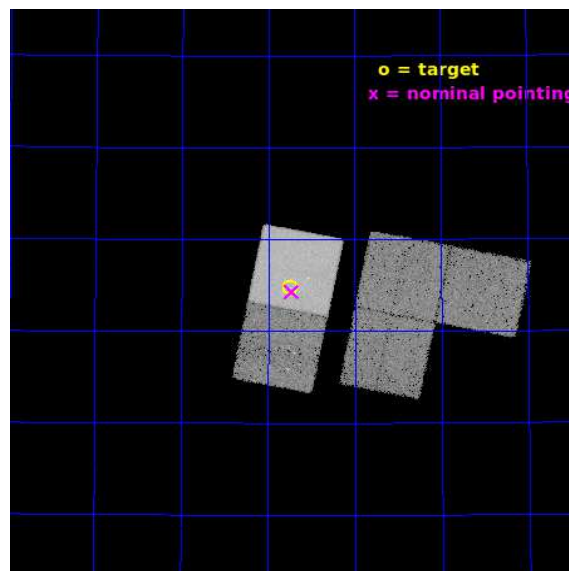 o = target
x = nominal pointing